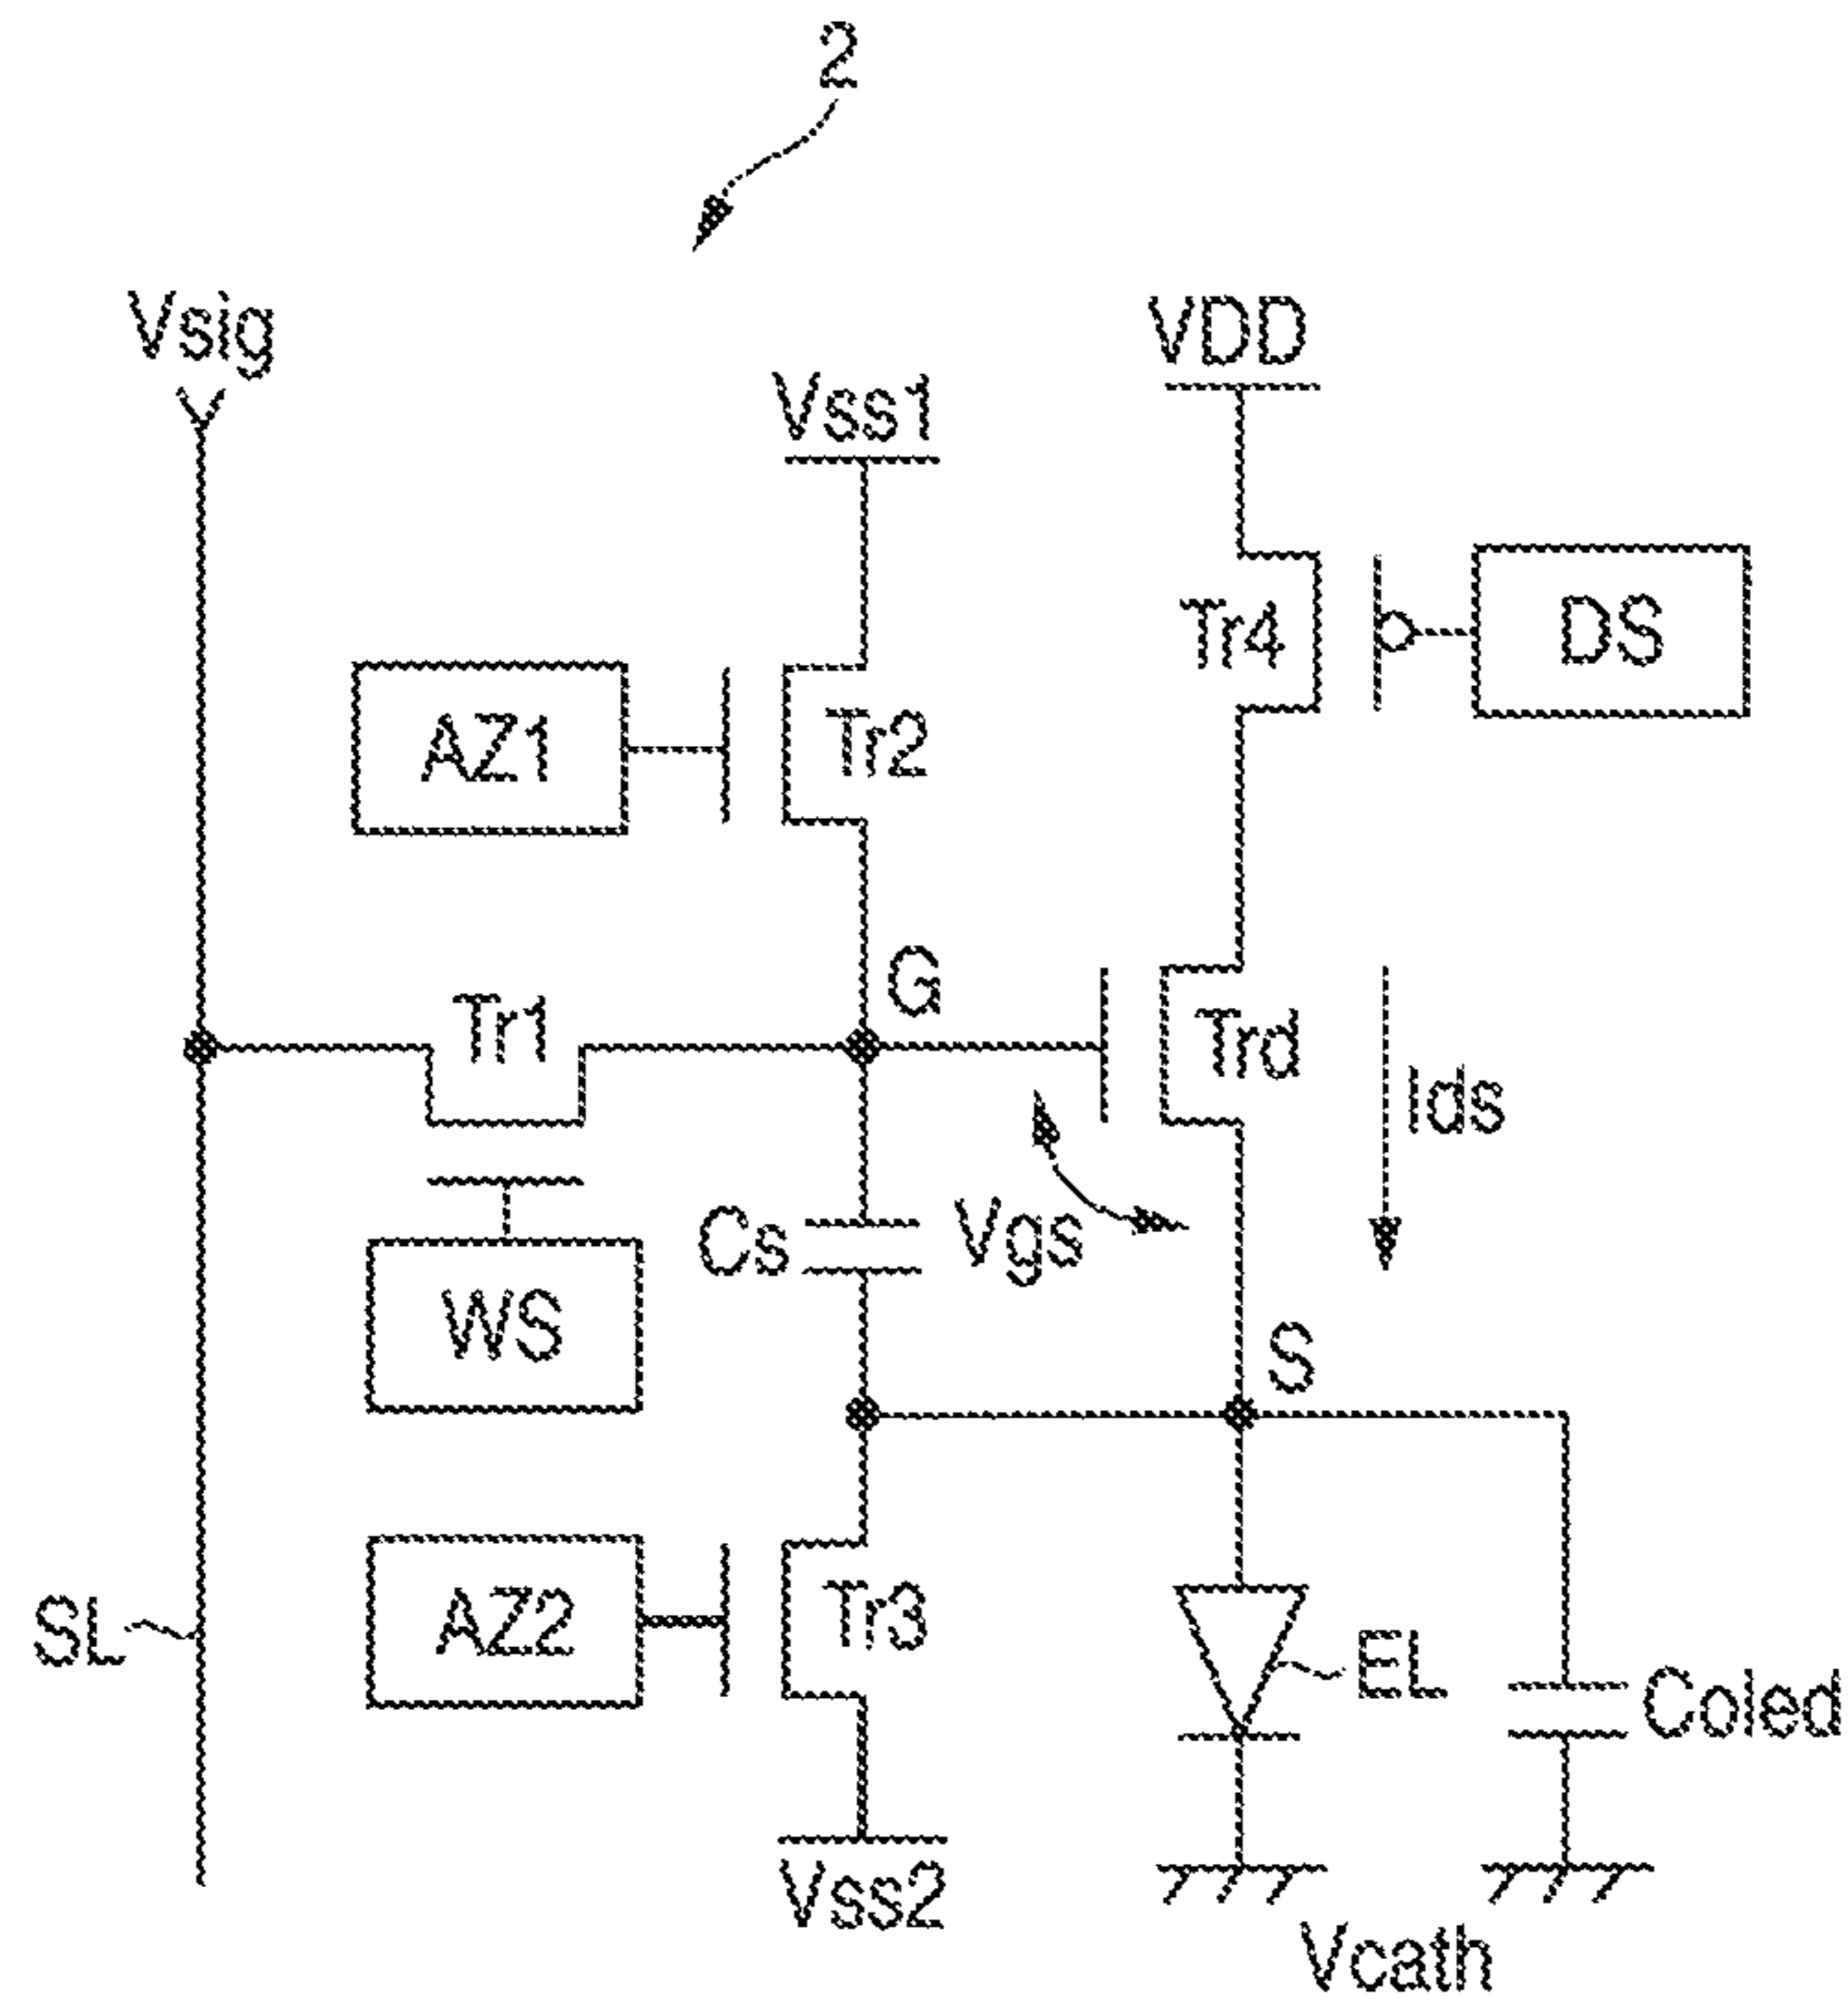 2
Vsig
VDD
Vss1
Tr4
DS
AZ1
Tr2
G
Tr1
Trd
Ids
Cs
Vgs
WS
S
AZ2
Tr3
SL
EL
Coled
Vss2
Vcath